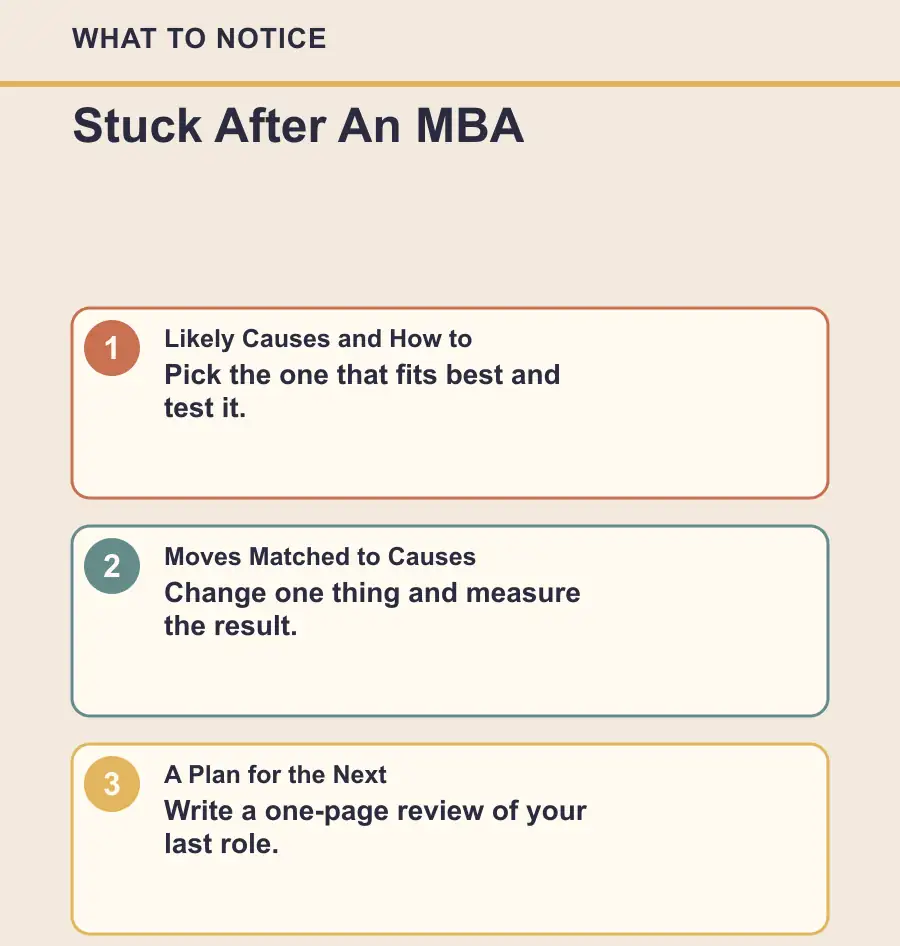 WHAT TO NOTICE
Stuck After An MBA
1
Likely Causes and How to
Pick the one that fits best and
test it.
2
Moves Matched to Causes
Change one thing and measure
the result.
3
A Plan for the Next
Write a one-page review of your
last role.